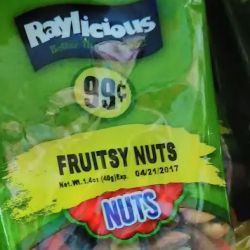 Raylicious
99¢
FRUITSY NUTS
Net.Wt.1.4oz (40g)Exp. 04/21/2017
NUTS